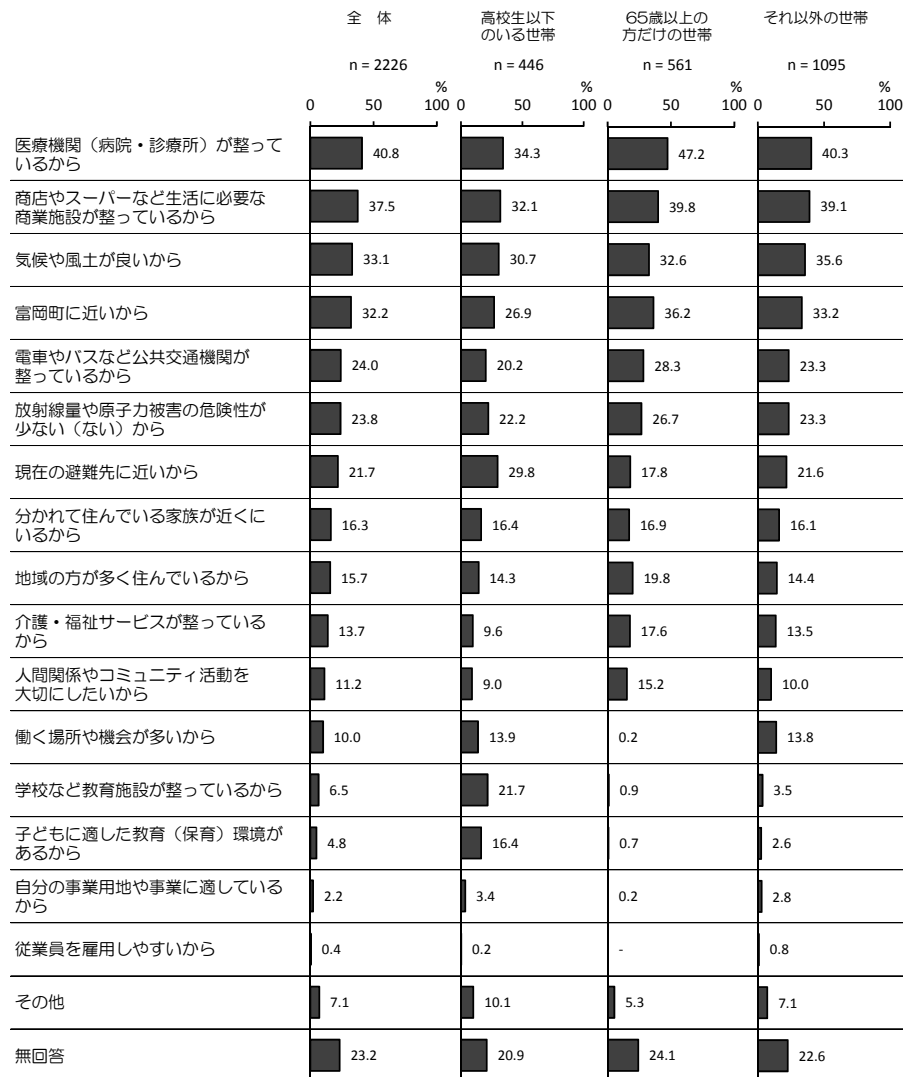 全 体 高校生以下 65歳以上の それ以外の世帯
のいる世帯 方だけの世帯
n = 2226 n = 446 n = 561 n = 1095
% % % %
0 50 100 0 50 100 0 50 100 0 50 100
医療機関（病院・診療所）が整って
いるから 40.8 34.3 47.2 40.3
商店やスーパーなど生活に必要な
商業施設が整っているから 37.5 32.1 39.8 39.1
気候や風土が良いから 33.1 30.7 32.6 35.6
富岡町に近いから 32.2 26.9 36.2 33.2
電車やバスなど公共交通機関が
整っているから 24.0 20.2 28.3 23.3
放射線量や原子力被害の危険性が
少ない（ない）から 23.8 22.2 26.7 23.3
現在の避難先に近いから 21.7 29.8 17.8 21.6
分かれて住んでいる家族が近くに
いるから 16.3 16.4 16.9 16.1
地域の方が多く住んでいるから 15.7 14.3 19.8 14.4
介護・福祉サービスが整っている
から 13.7 9.6 17.6 13.5
人間関係やコミュニティ活動を
大切にしたいから 11.2 9.0 15.2 10.0
働く場所や機会が多いから 10.0 13.9 0.2 13.8
学校など教育施設が整っているから 6.5 21.7 0.9 3.5
子どもに適した教育（保育）環境が
あるから 4.8 16.4 0.7 2.6
自分の事業用地や事業に適している
から 2.2 3.4 0.2 2.8
従業員を雇用しやすいから 0.4 0.2 - 0.8
その他 7.1 10.1 5.3 7.1
無回答 23.2 20.9 24.1 22.6